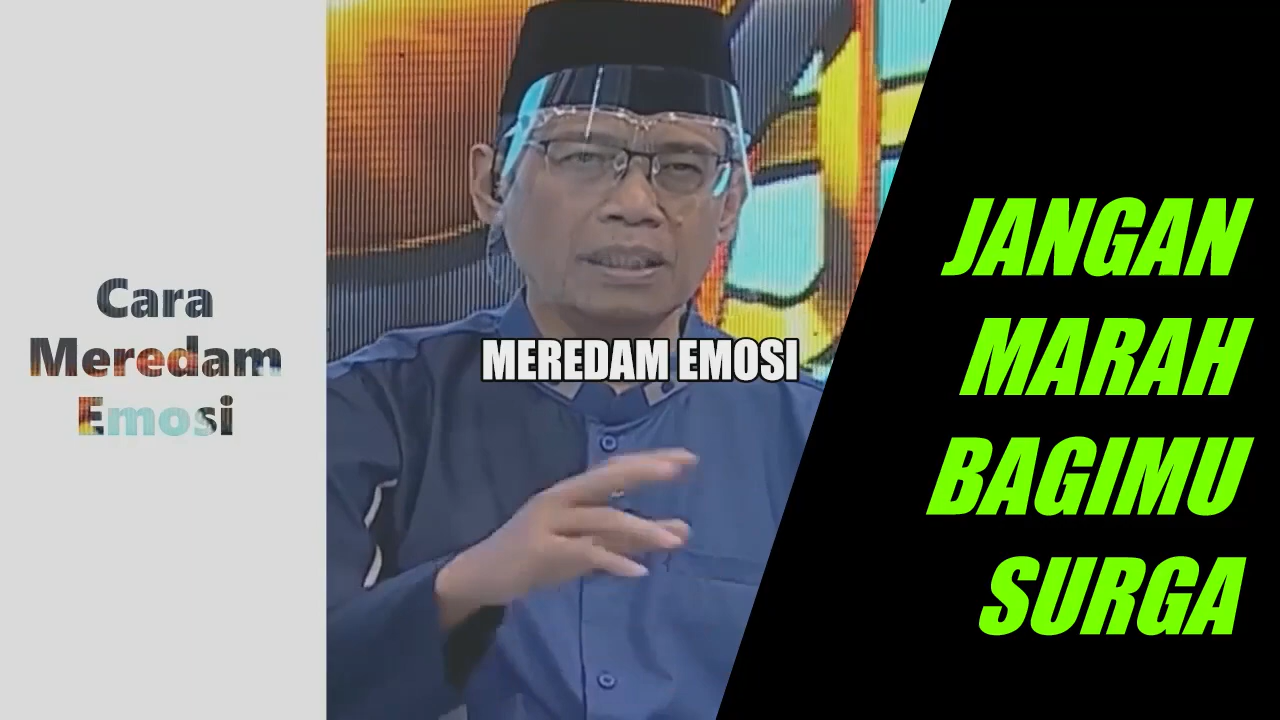 Cara
Meredam
Emosi
MEREDAM EMOSI
JANGAN
MARAH
BAGIMU
SURGA